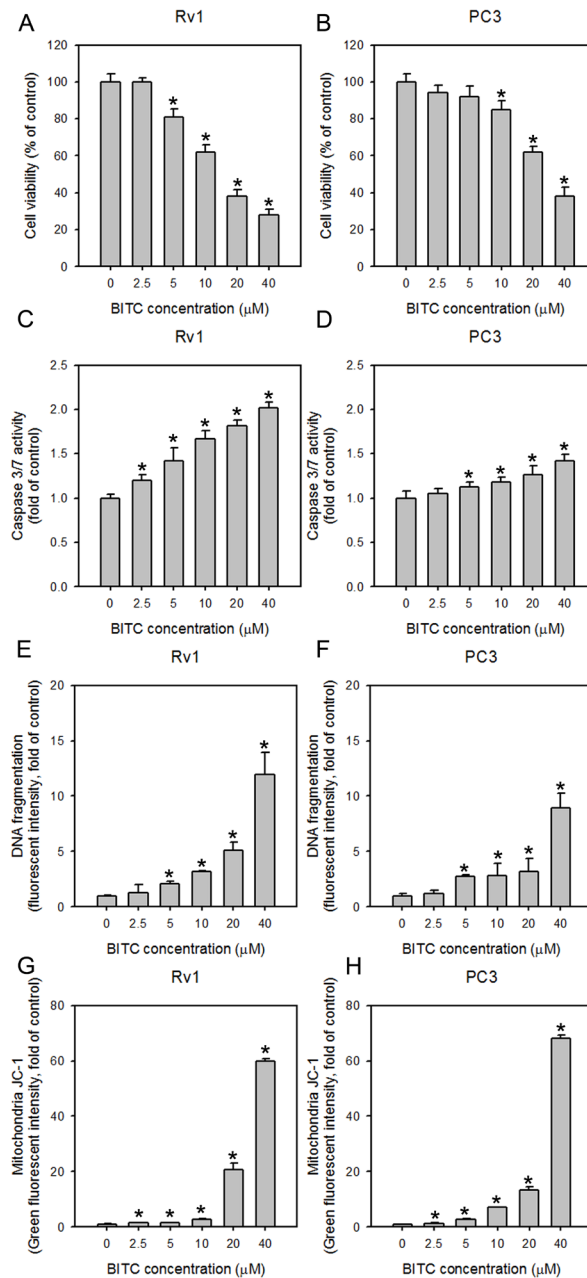 A
Rv1
Cell viability (% of control)
120
100
80
60
40
20
0
* * * *
0 2.5 5 10 20 40
BITC concentration (μM)
B
PC3
Cell viability (% of control)
120
100
80
60
40
20
0
* * *
0 2.5 5 10 20 40
BITC concentration (μM)
C
Rv1
Caspase 3/7 activity
(fold of control)
2.5
2.0
1.5
1.0
0.5
0.0
* * * * *
0 2.5 5 10 20 40
BITC concentration (μM)
D
PC3
Caspase 3/7 activity
(fold of control)
2.5
2.0
1.5
1.0
0.5
0.0
* * * *
0 2.5 5 10 20 40
BITC concentration (μM)
E
Rv1
DNA fragmentation
(fluorescent intensity, fold of control)
20
15
10
5
0
* * * *
0 2.5 5 10 20 40
BITC concentration (μM)
F
PC3
DNA fragmentation
(fluorescent intensity, fold of control)
20
15
10
5
0
* * * *
0 2.5 5 10 20 40
BITC concentration (μM)
G
Rv1
Mitochondria JC-1
(Green fluorescent intensity, fold of control)
80
60
40
20
0
* * * * *
0 2.5 5 10 20 40
BITC concentration (μM)
H
PC3
Mitochondria JC-1
(Green fluorescent intensity, fold of control)
80
60
40
20
0
* * * * *
0 2.5 5 10 20 40
BITC concentration (μM)